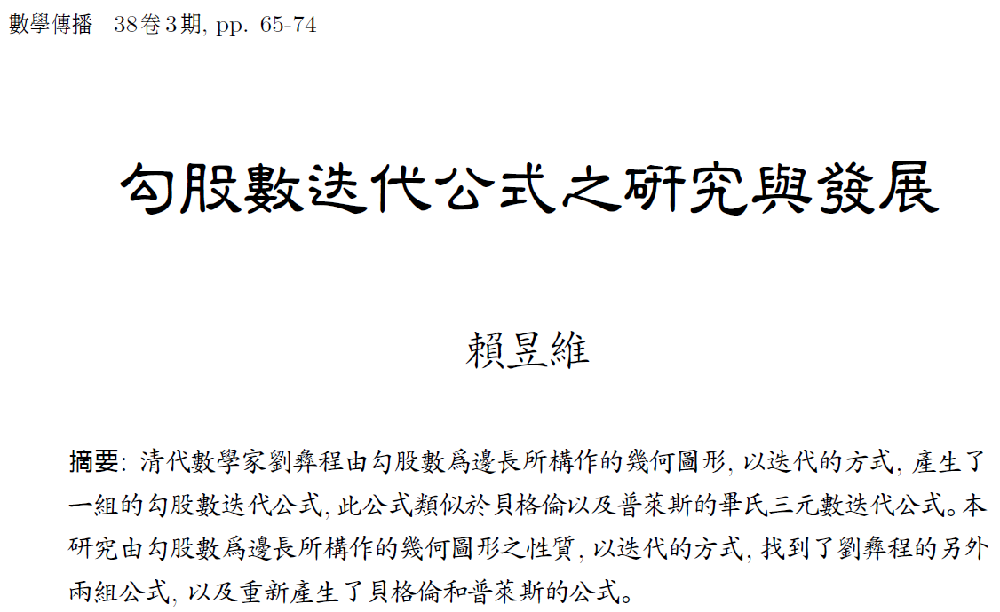 數學傳播 38卷3期, pp. 65-74
勾股數迭代公式之研究與發展
賴昱維
摘要: 清代數學家劉彝程由勾股數爲邊長所構作的幾何圖形, 以迭代的方式, 產生了
一組的勾股數迭代公式, 此公式類似於貝格倫以及普萊斯的畢氏三元數迭代公式。本
研究由勾股數爲邊長所構作的幾何圖形之性質, 以迭代的方式, 找到了劉彝程的另外
兩組公式, 以及重新產生了貝格倫和普萊斯的公式。